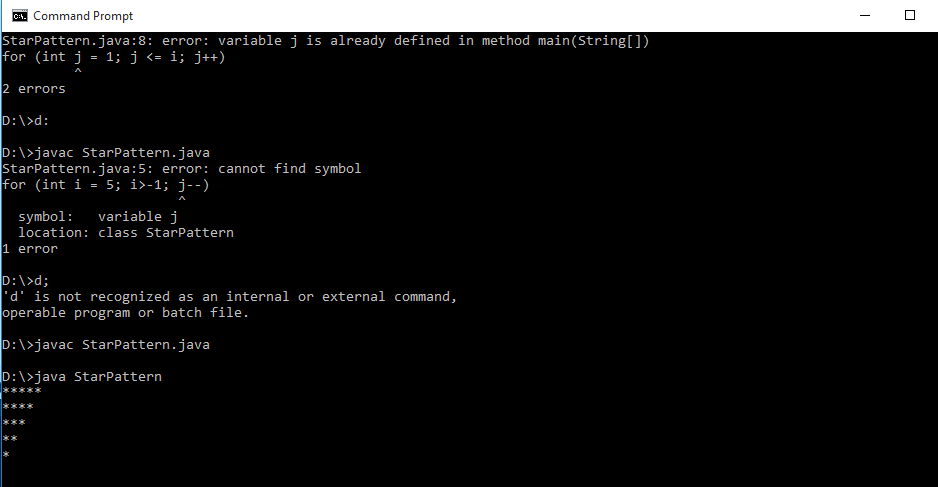 Command Prompt
StarPattern.java:8: error: variable j is already defined in method main(String[])
for (int j = 1; j <= i; j++)
         ^
2 errors
D:\>d:
D:\>javac StarPattern.java
StarPattern.java:5: error: cannot find symbol
for (int i = 5; i>-1; j--)
                      ^
  symbol:   variable j
  location: class StarPattern
1 error
D:\>d;
'd' is not recognized as an internal or external command,
operable program or batch file.
D:\>javac StarPattern.java
D:\>java StarPattern
*****
****
***
**
*